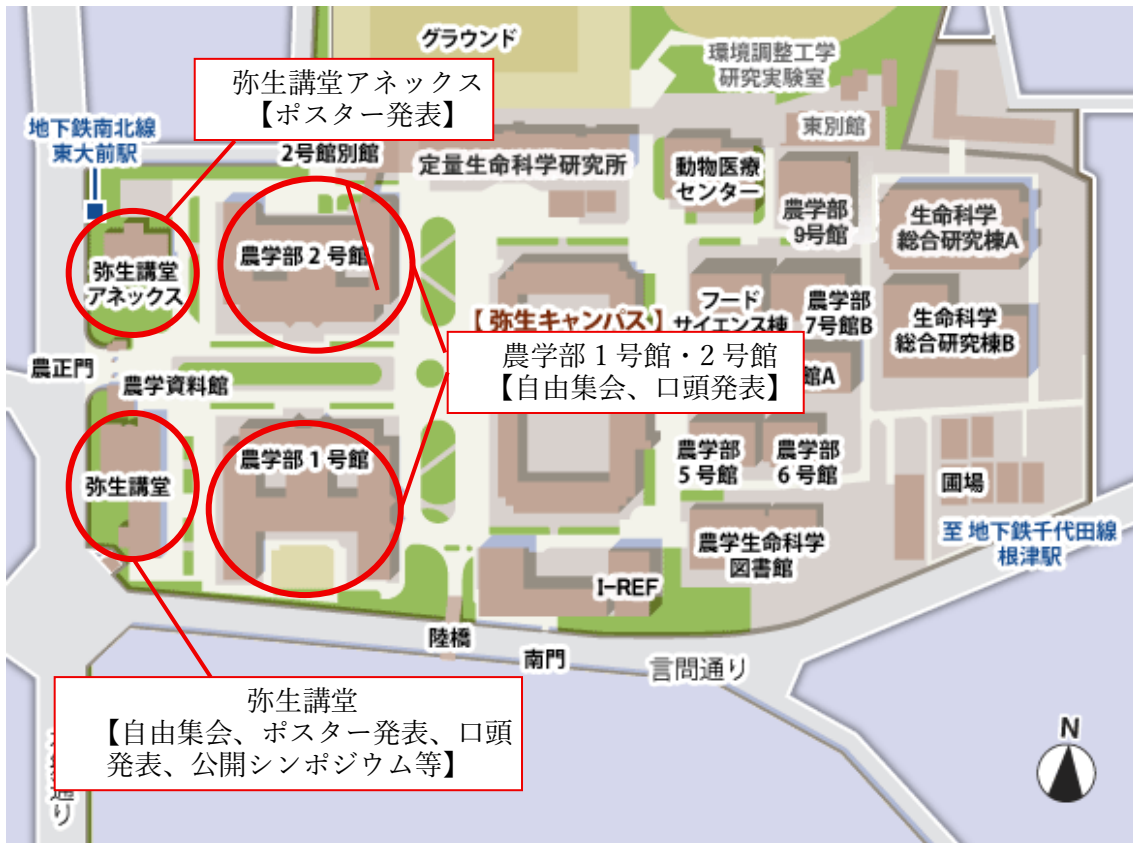 グラウンド
環境調整工学
研究実験室
弥生講堂アネックス
【ポスター発表】
地下鉄南北線
東大前駅
2号館別館
定量生命科学研究所
動物医療
センター
東別館
農学部
9号館
生命科学
総合研究棟A
弥生講堂
アネックス
農学部2号館
【弥生キャンパス】
フード
サイエンス棟
農学部
7号館B
生命科学
総合研究棟B
農学部1号館・2号館
【自由集会、口頭発表】
館A
農正門
農学資料館
弥生講堂
農学部1号館
農学部
5号館
農学部
6号館
圃場
農学生命科学
図書館
至 地下鉄千代田線
根津駅
I-REF
陸橋
南門
言問通り
弥生講堂
【自由集会、ポスター発表、口頭
発表、公開シンポジウム等】
通り
N